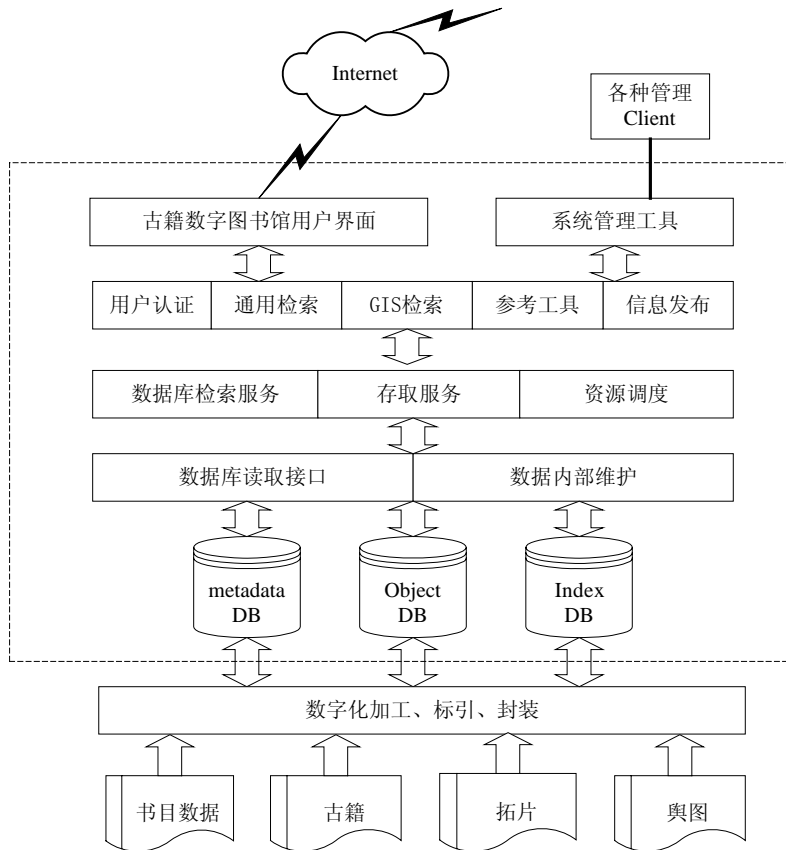 Internet
各种管理
Client
古籍数字图书馆用户界面
系统管理工具
用户认证
通用检索
GIS检索
参考工具
信息发布
数据库检索服务
存取服务
资源调度
数据库读取接口
数据内部维护
metadata
DB
Object
DB
Index
DB
数字化加工、标引、封装
书目数据
古籍
拓片
舆图